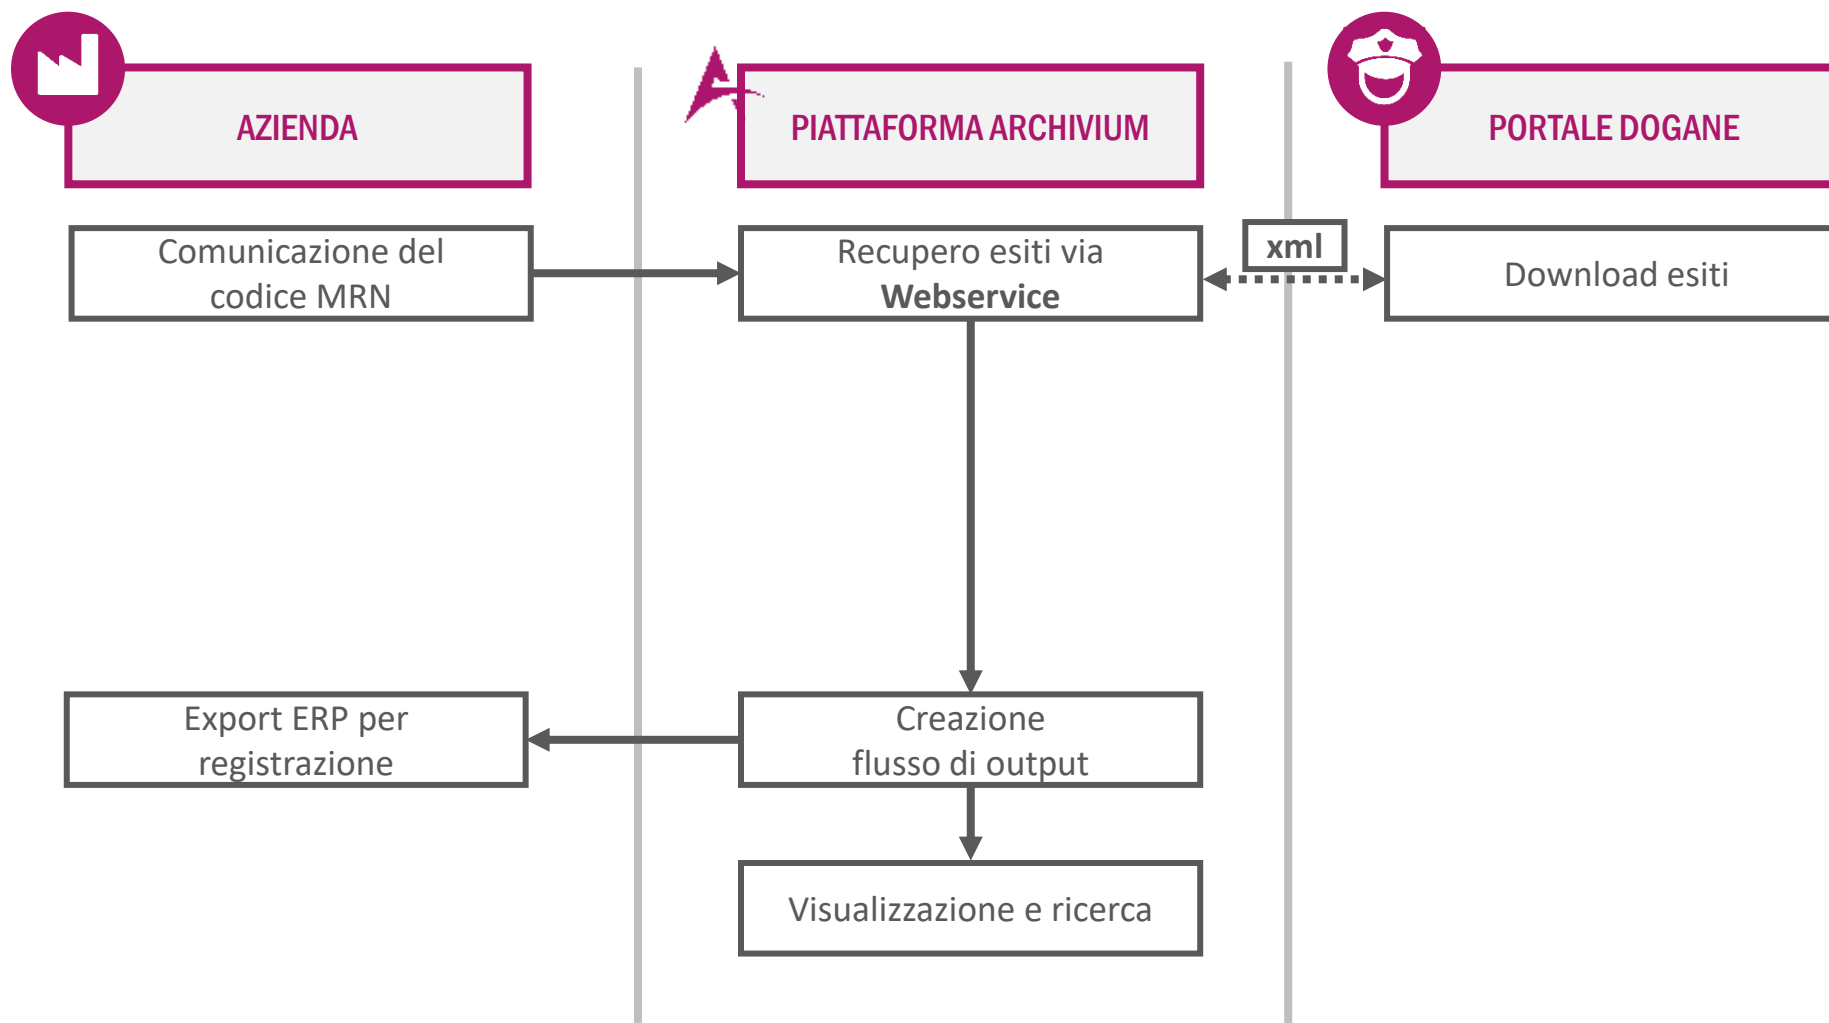 AZIENDA
PIATTAFORMA ARCHIVIUM
PORTALE DOGANE
Comunicazione del
codice MRN
Recupero esiti via
Webservice
xml
Download esiti
Export ERP per
registrazione
Creazione
flusso di output
Visualizzazione e ricerca